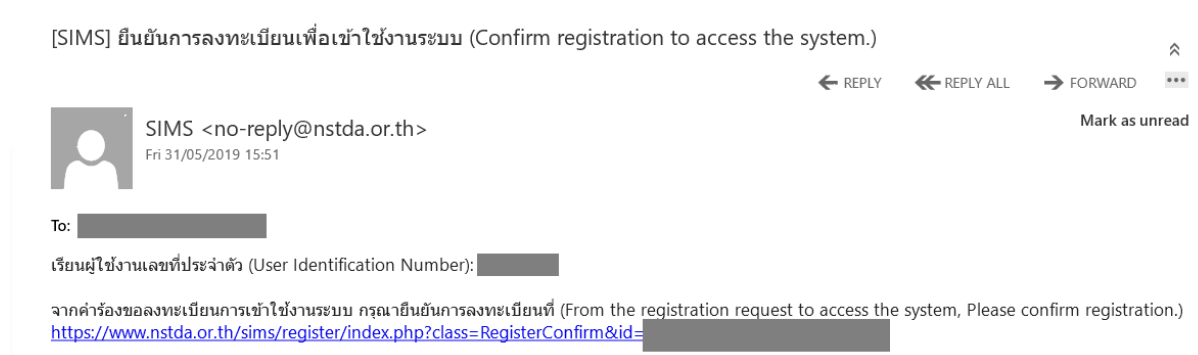 [SIMS] ยืนยันการลงทะเบียนเพื่อเข้าใช้งานระบบ (Confirm registration to access the system.)
REPLY REPLY ALL FORWARD
SIMS <no-reply@nstda.or.th>
Mark as unread
Fri 31/05/2019 15:51
To:
เรียนผู้ใช้งานเลขที่ประจำตัว (User Identification Number):
จากคำร้องขอลงทะเบียนการเข้าใช้งานระบบ กรุณายืนยันการลงทะเบียนที่ (From the registration request to access the system, Please confirm registration.)
https://www.nstda.or.th/sims/register/index.php?class=RegisterConfirm&id=